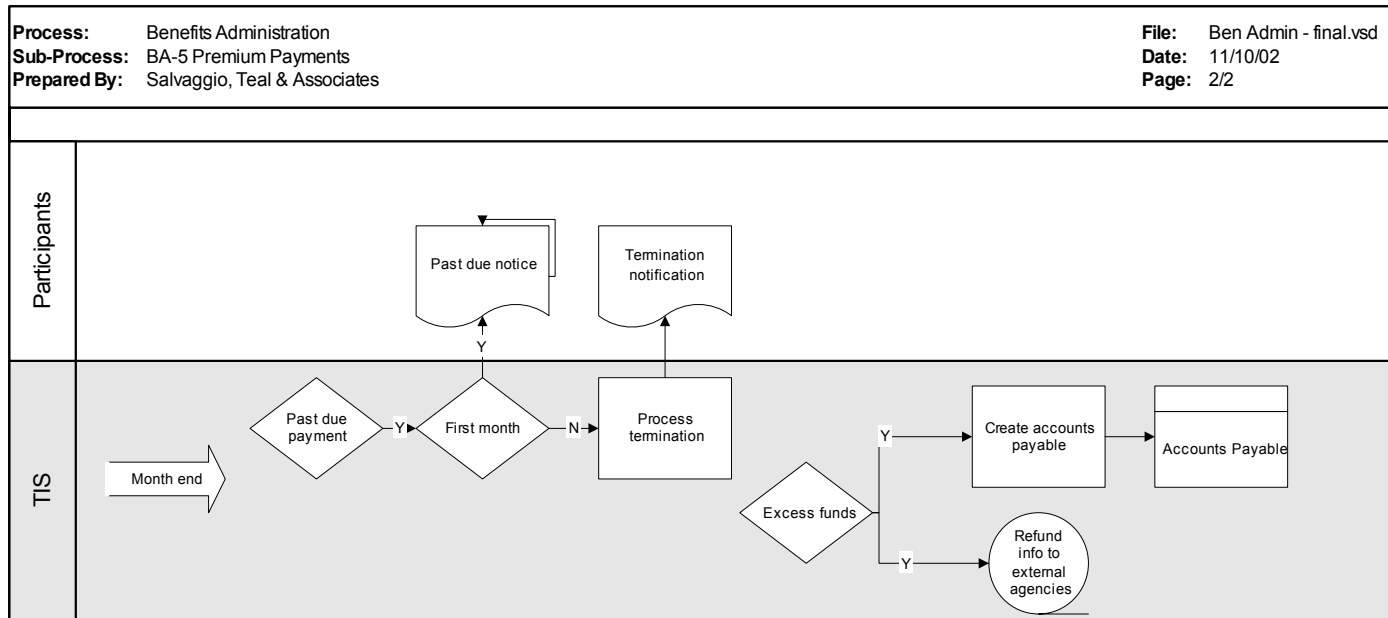 Process: Benefits Administration
Sub-Process: BA-5 Premium Payments
Prepared By: Salvaggio, Teal & Associates
File: Ben Admin - final.vsd
Date: 11/10/02
Page: 2/2
Participants
Past due notice
Termination
notification
Y
TIS
Month end
Past due
payment
Y
First month
N
Process
termination
Excess funds
Y
Create accounts
payable
Accounts Payable
Y
Refund
info to
external
agencies